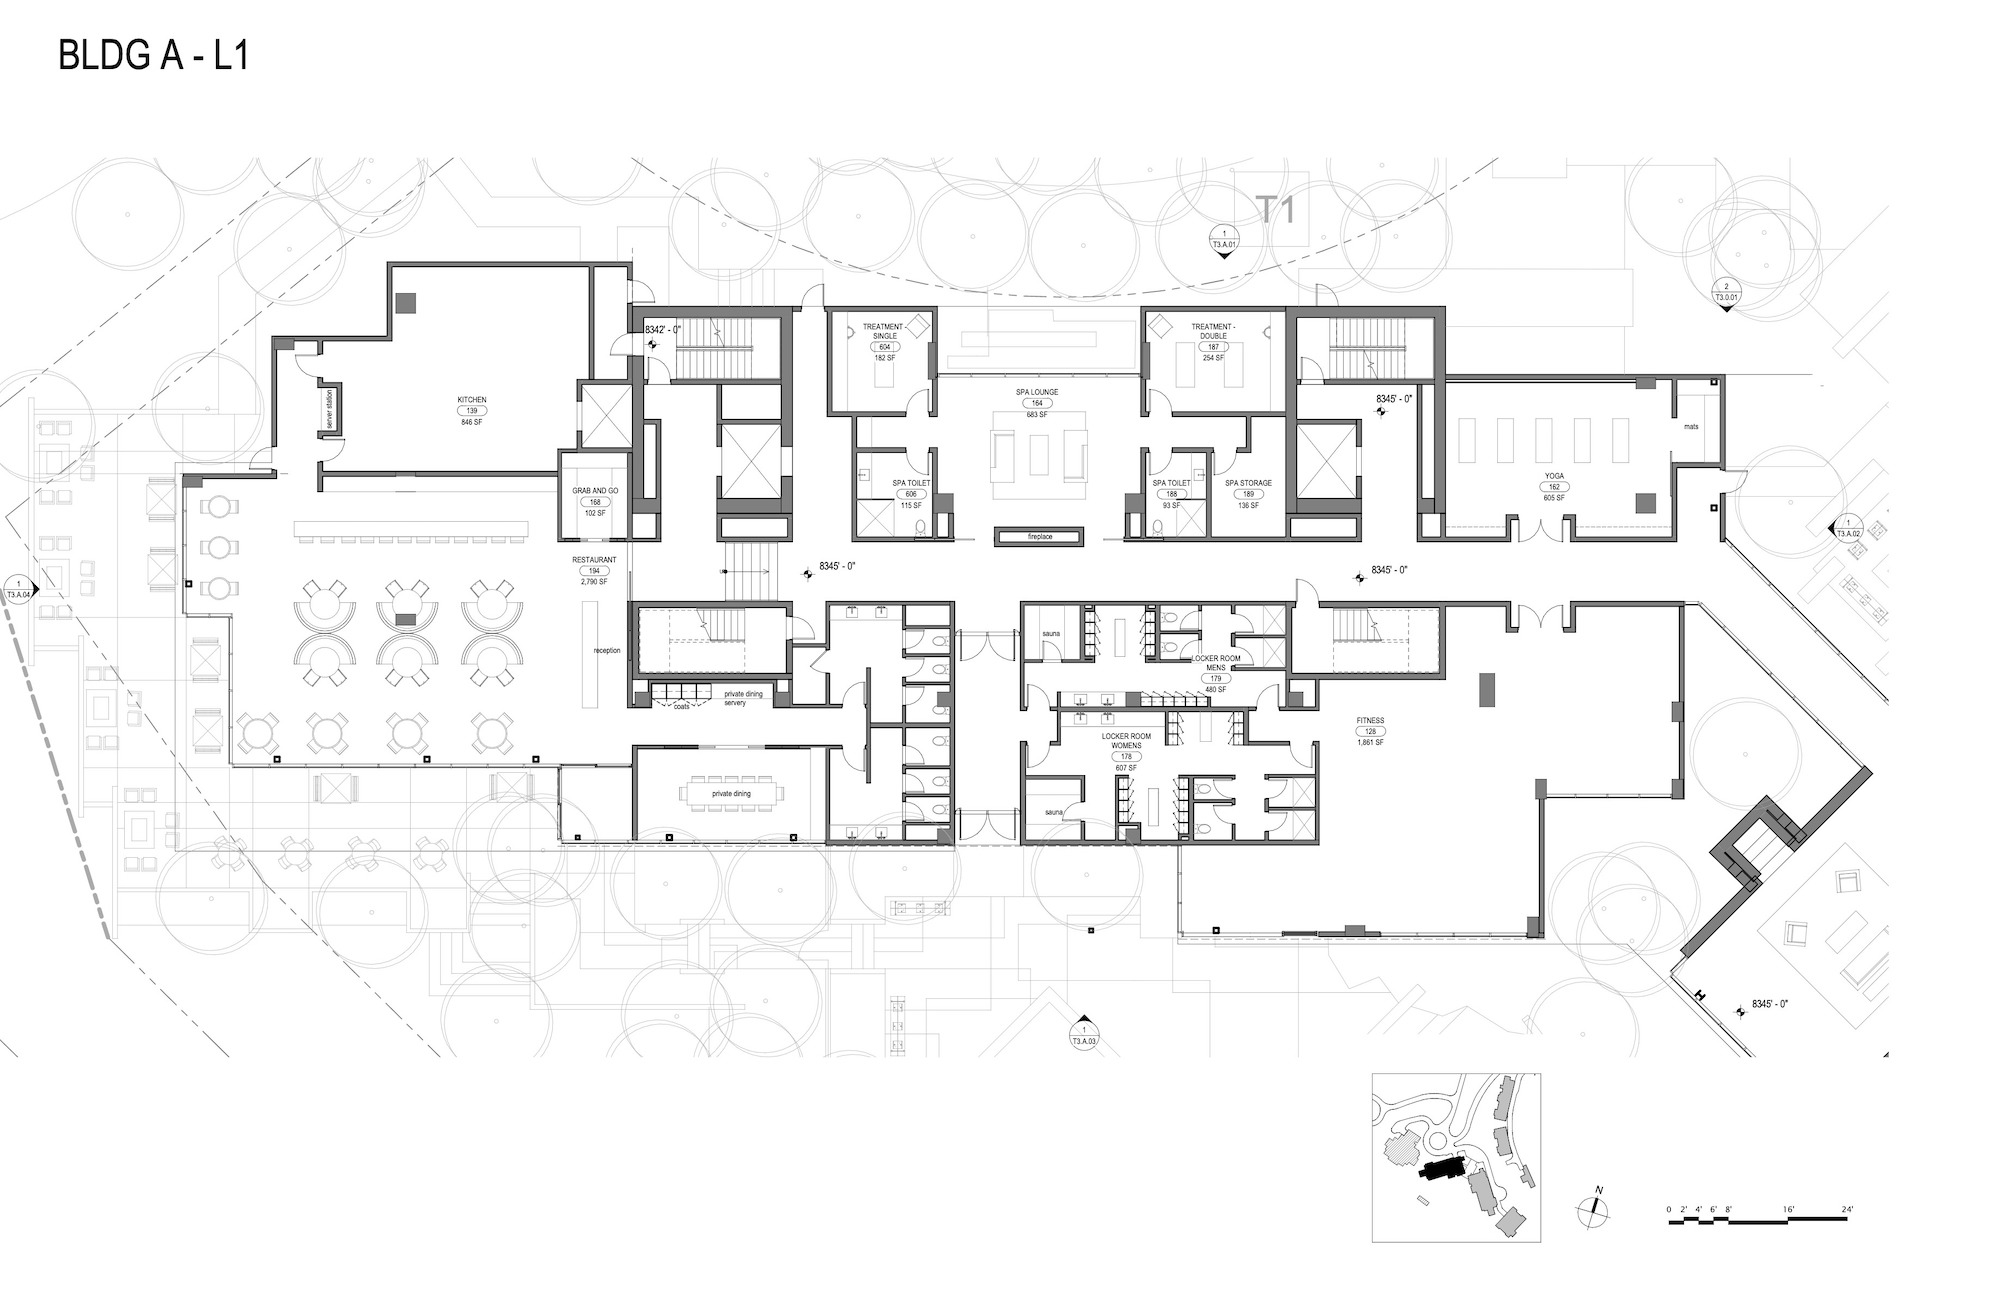 BLDG A - L1
T1
1
T3.A.01
2
T3.0.01
8342' - 0"
TREATMENT -
SINGLE
604
182 SF
TREATMENT -
DOUBLE
187
254 SF
KITCHEN
139
846 SF
server station
SPA LOUNGE
164
683 SF
8345' - 0"
mats
GRAB AND GO
168
102 SF
SPA TOILET
606
115 SF
SPA TOILET
188
93 SF
SPA STORAGE
189
136 SF
YOGA
162
605 SF
fireplace
1
T3.A.02
RESTAURANT
194
2,790 SF
8345' - 0"
8345' - 0"
1
T3.A.04
reception
sauna
LOCKER ROOM
MENS
179
480 SF
coats
private dining
servery
LOCKER ROOM
WOMENS
178
607 SF
FITNESS
128
1,861 SF
private dining
sauna
8345' - 0"
1
T3.A.03
N
0 2' 4' 6' 8' 16' 24'